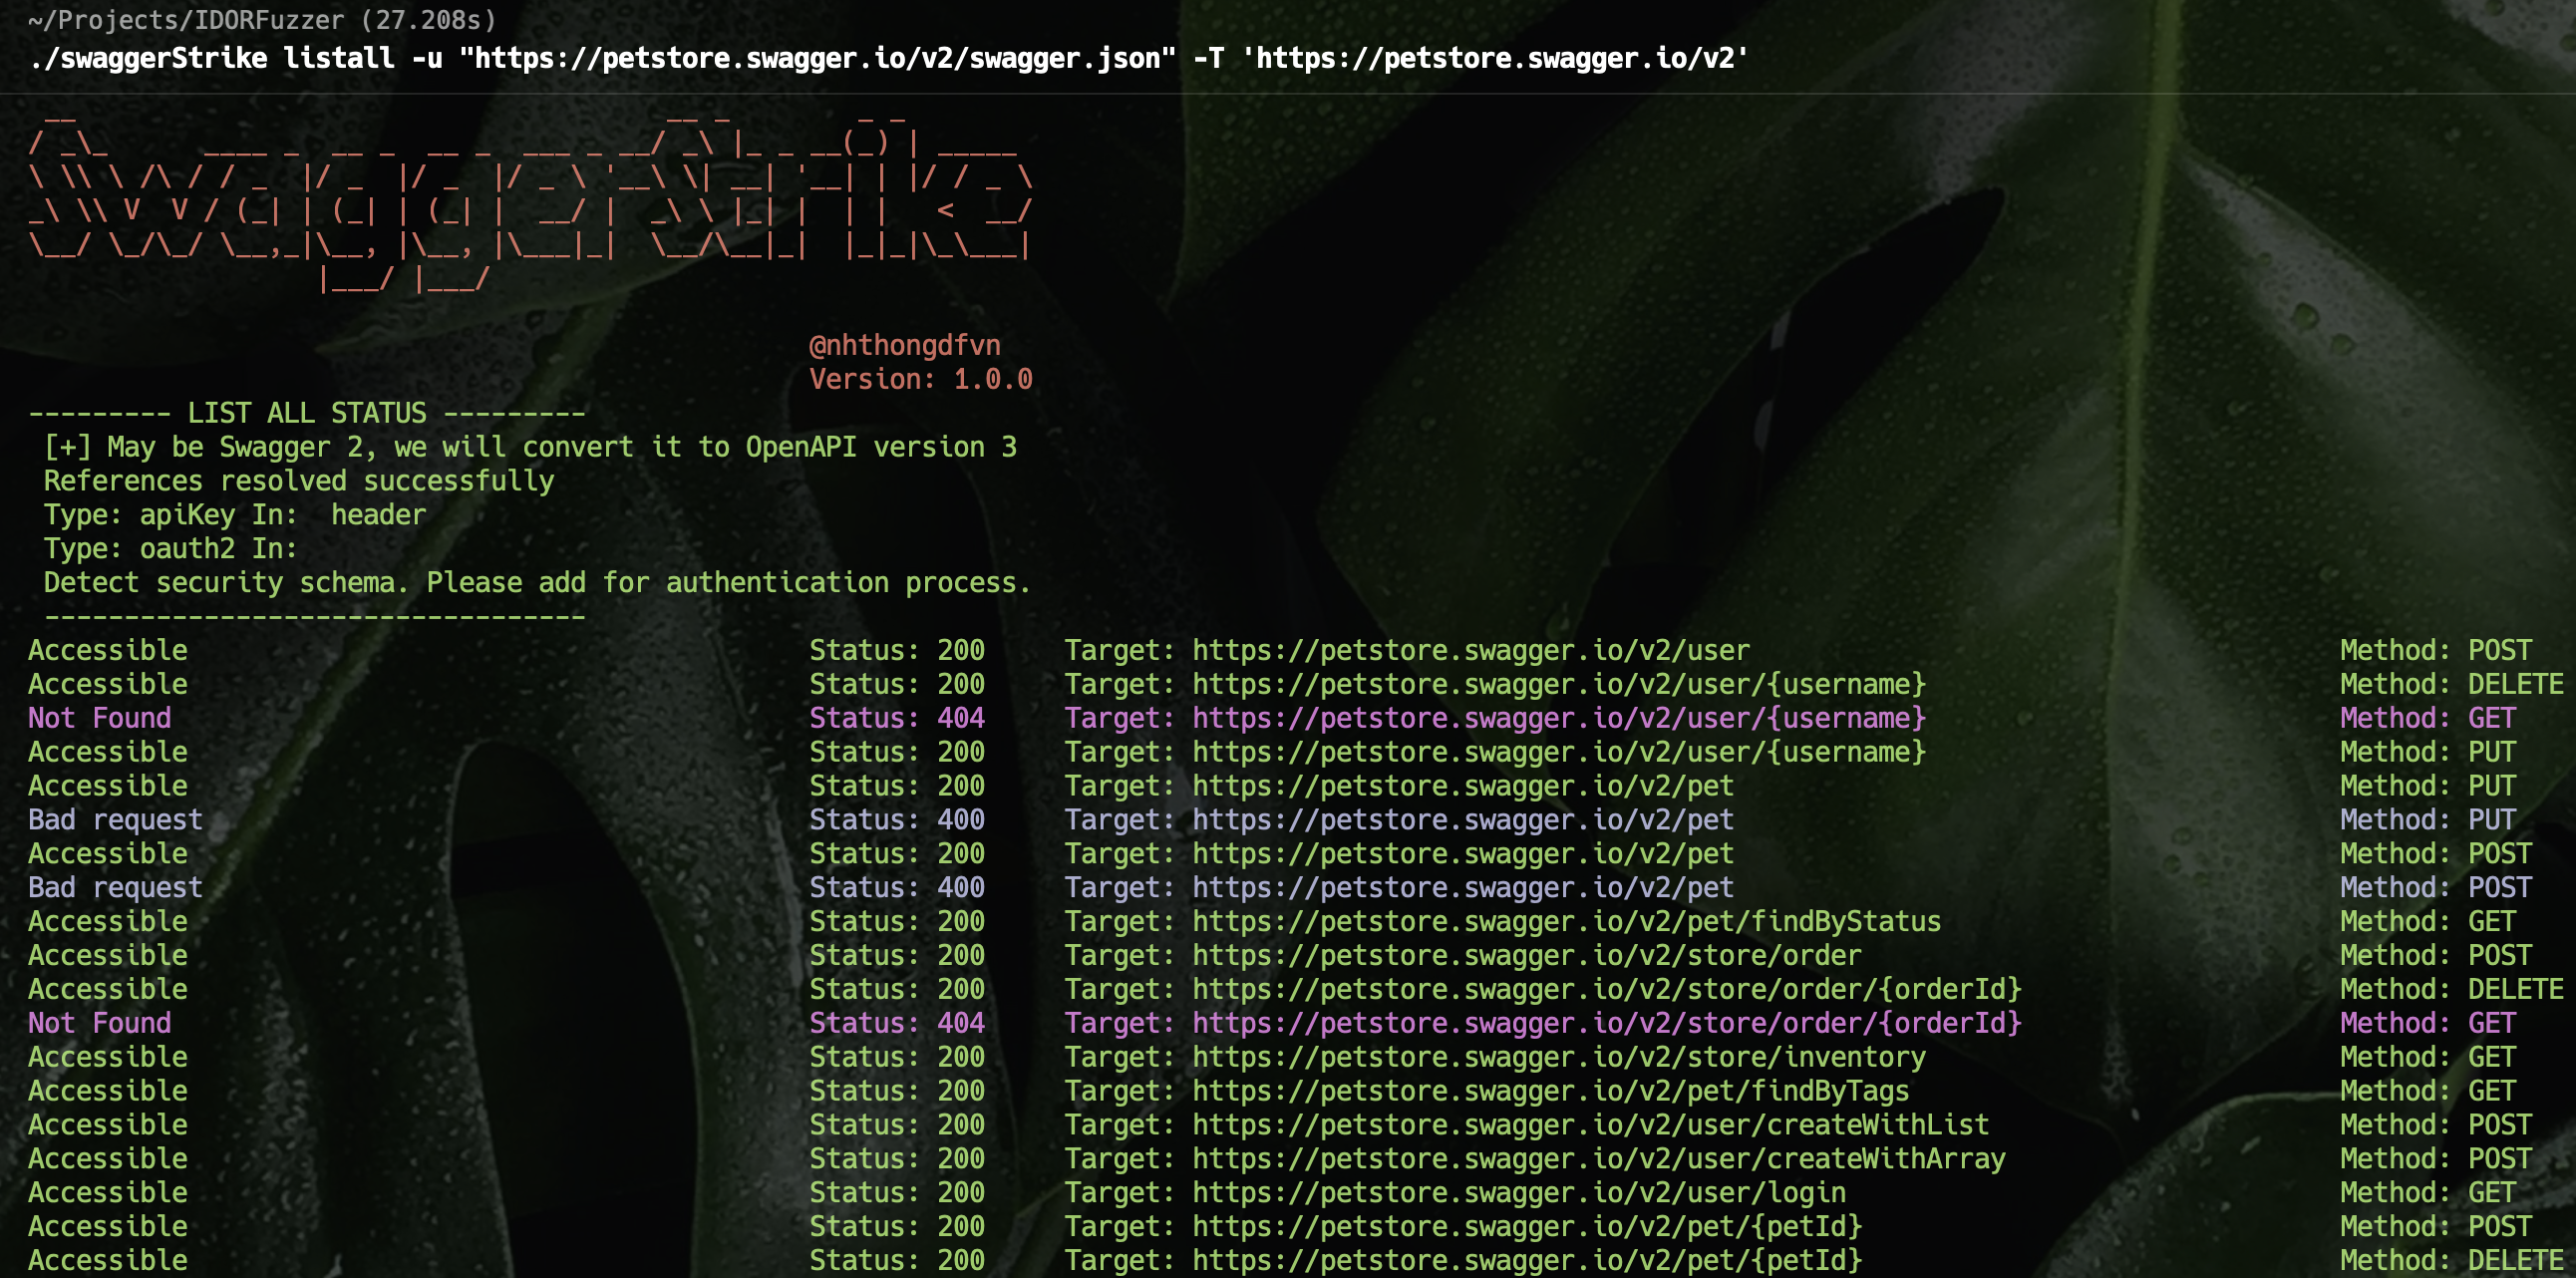 ~/Projects/IDORFuzzer (27.208s)
./swaggerStrike listall -u "https://petstore.swagger.io/v2/swagger.json" -T 'https://petstore.swagger.io/v2'
SwaggerStrike
@nhthongdfvn
Version: 1.0.0
--------- LIST ALL STATUS ---------
[+] May be Swagger 2, we will convert it to OpenAPI version 3
References resolved successfully
Type: apiKey In:  header
Type: oauth2 In:
Detect security schema. Please add for authentication process.
----------------------------------
Accessible Status: 200 Target: https://petstore.swagger.io/v2/user Method: POST
Accessible Status: 200 Target: https://petstore.swagger.io/v2/user/{username} Method: DELETE
Not Found Status: 404 Target: https://petstore.swagger.io/v2/user/{username} Method: GET
Accessible Status: 200 Target: https://petstore.swagger.io/v2/user/{username} Method: PUT
Accessible Status: 200 Target: https://petstore.swagger.io/v2/pet Method: PUT
Bad request Status: 400 Target: https://petstore.swagger.io/v2/pet Method: PUT
Accessible Status: 200 Target: https://petstore.swagger.io/v2/pet Method: POST
Bad request Status: 400 Target: https://petstore.swagger.io/v2/pet Method: POST
Accessible Status: 200 Target: https://petstore.swagger.io/v2/pet/findByStatus Method: GET
Accessible Status: 200 Target: https://petstore.swagger.io/v2/store/order Method: POST
Accessible Status: 200 Target: https://petstore.swagger.io/v2/store/order/{orderId} Method: DELETE
Not Found Status: 404 Target: https://petstore.swagger.io/v2/store/order/{orderId} Method: GET
Accessible Status: 200 Target: https://petstore.swagger.io/v2/store/inventory Method: GET
Accessible Status: 200 Target: https://petstore.swagger.io/v2/pet/findByTags Method: GET
Accessible Status: 200 Target: https://petstore.swagger.io/v2/user/createWithList Method: POST
Accessible Status: 200 Target: https://petstore.swagger.io/v2/user/createWithArray Method: POST
Accessible Status: 200 Target: https://petstore.swagger.io/v2/user/login Method: GET
Accessible Status: 200 Target: https://petstore.swagger.io/v2/pet/{petId} Method: POST
Accessible Status: 200 Target: https://petstore.swagger.io/v2/pet/{petId} Method: DELETE